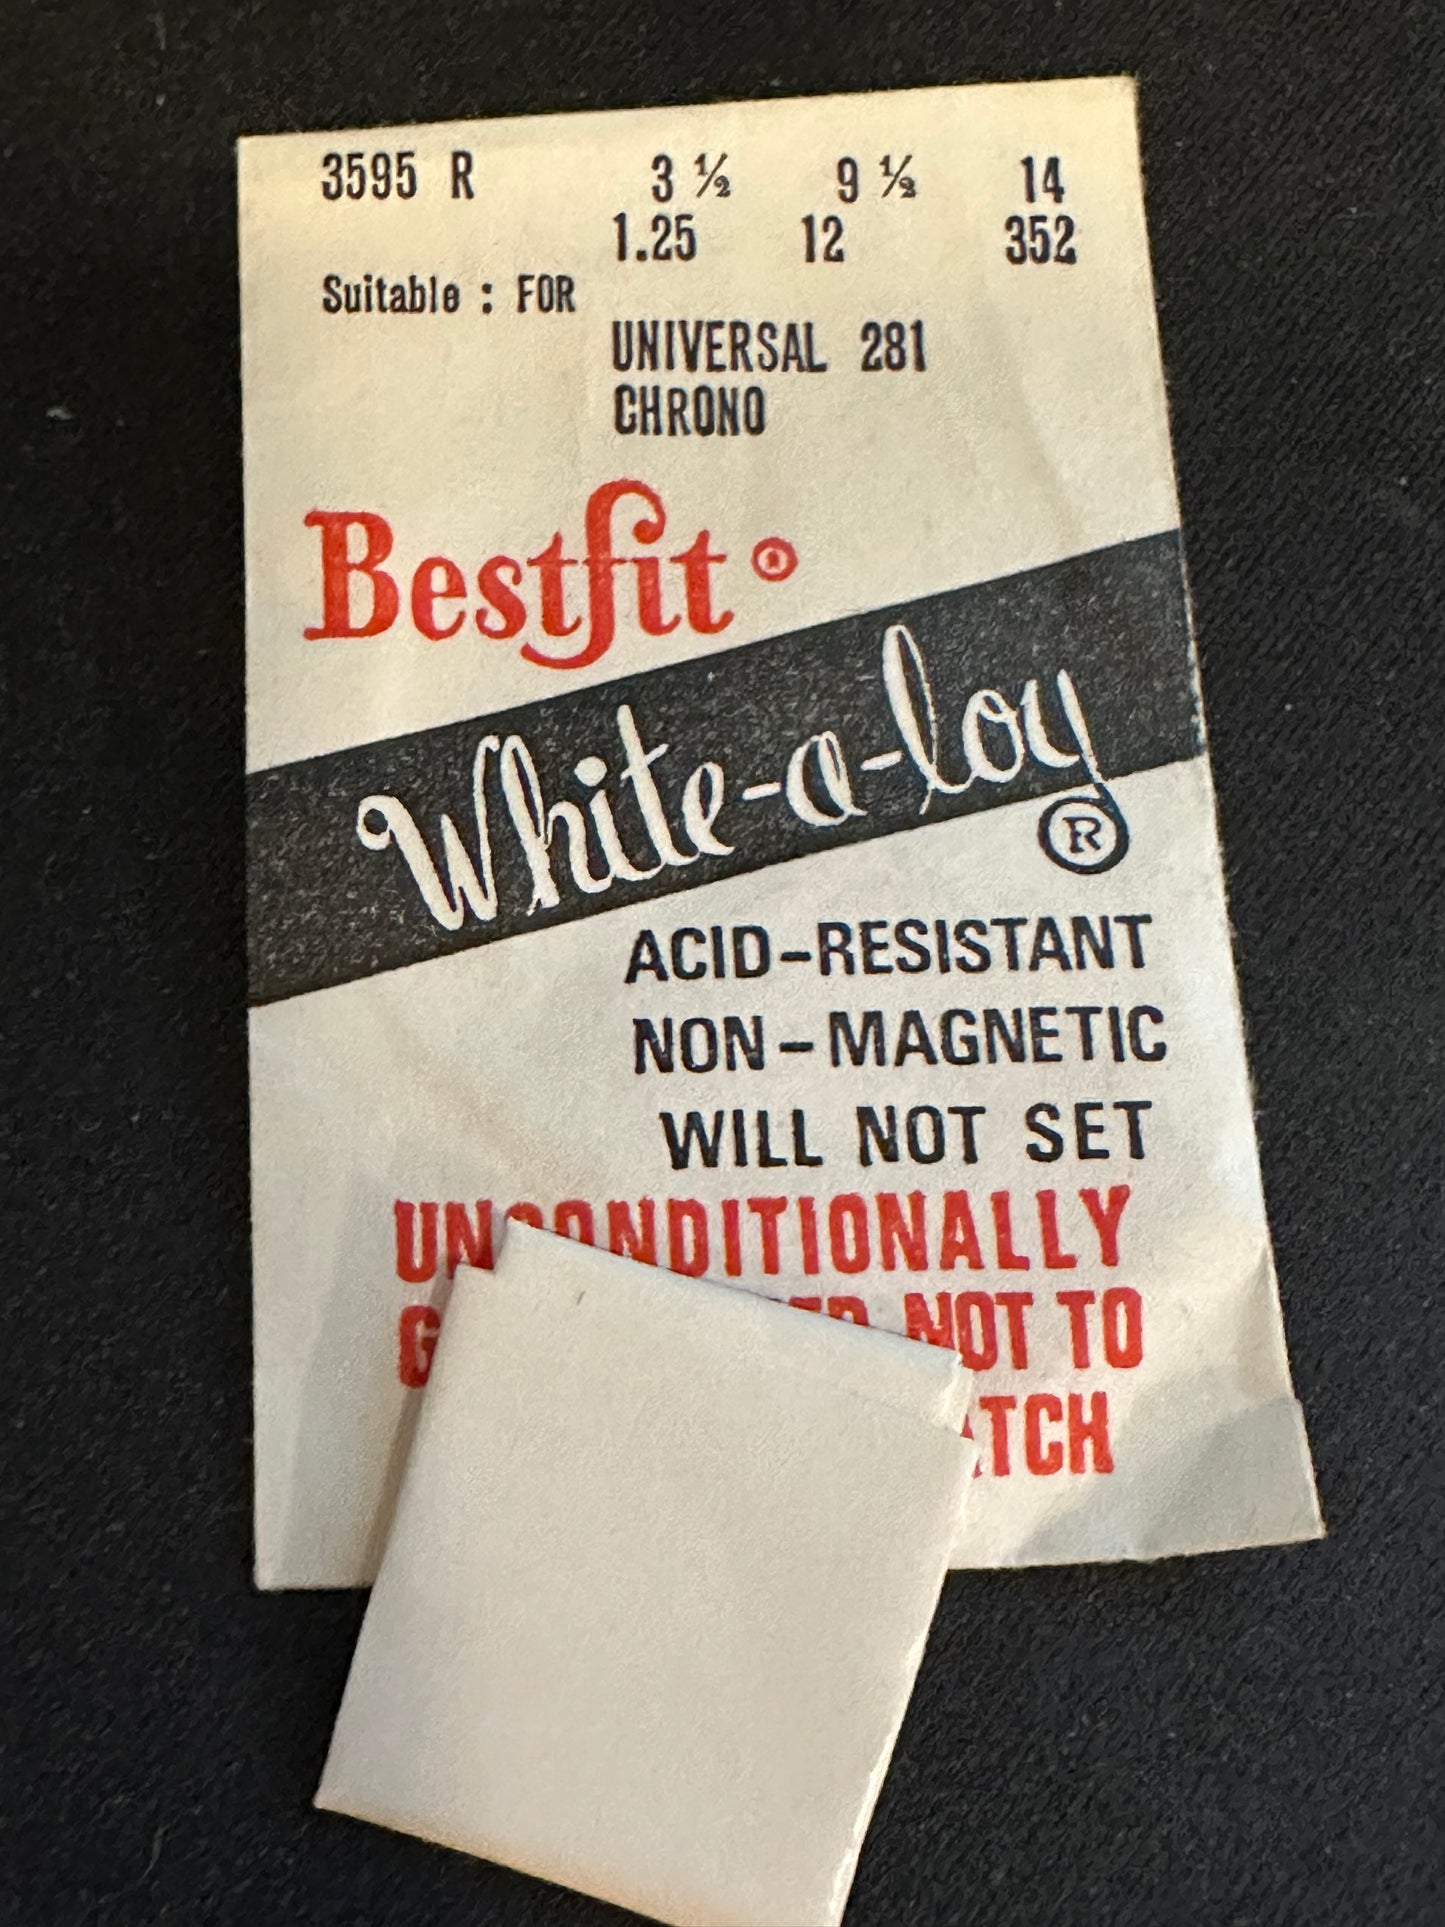 3595 R 3 ½ 9 ½ 14
1.25 12 352
Suitable : FOR
UNIVERSAL 281
CHRONO
Bestfit ®
White-a-loy
®
ACID-RESISTANT
NON-MAGNETIC
WILL NOT SET
UNCONDITIONALLY
NOT TO